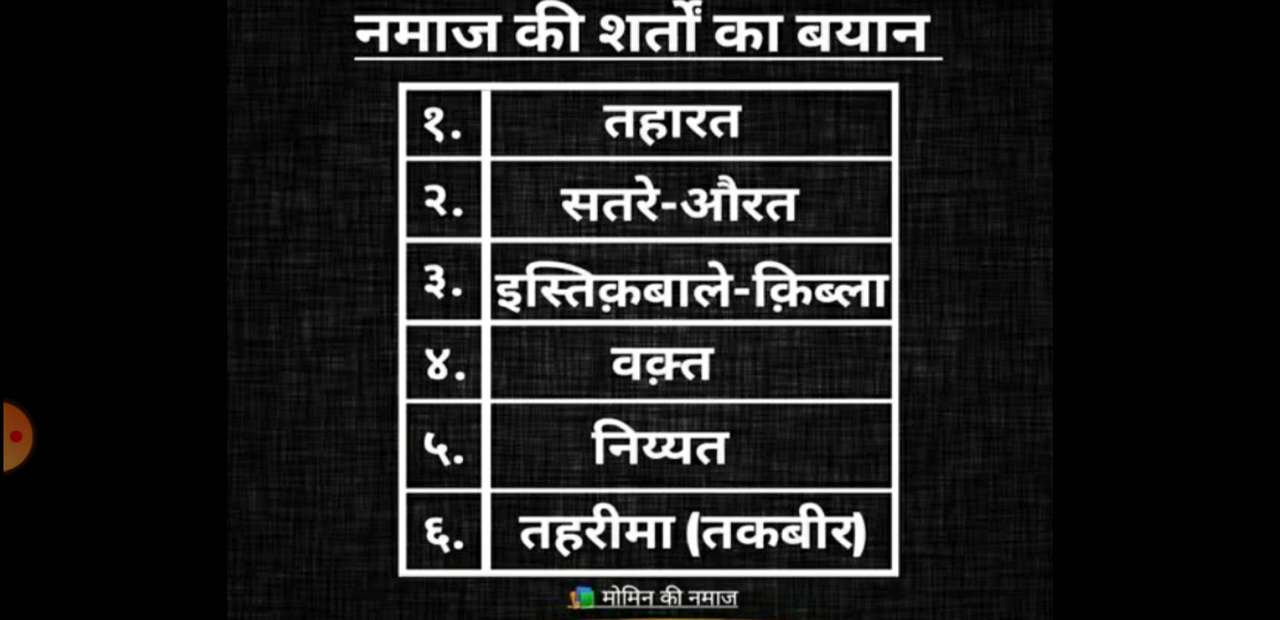 नमाज की शर्तों का बयान
१. तहारत
२. सतरे-औरत
३. इस्तिक़बाले-क़िब्ला
४. वक़्त
५. निय्यत
६. तहरीमा (तकबीर)
मोमिन की नमाज